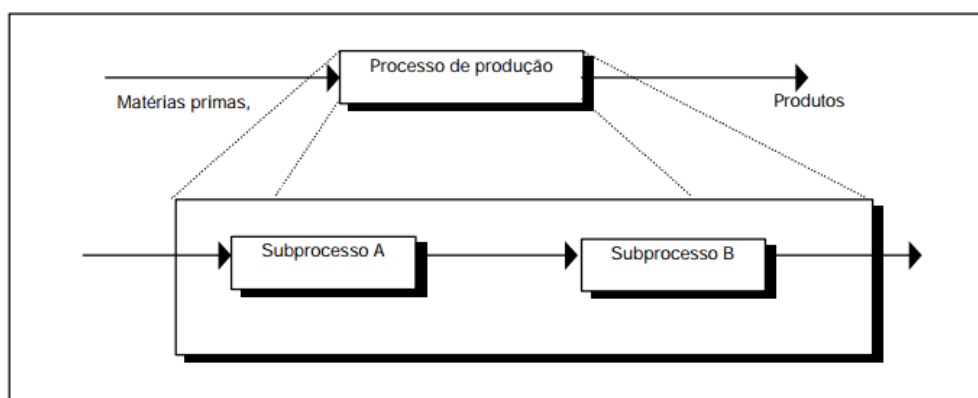 Processo de produção
Matérias primas,
Produtos
Subprocesso A
Subprocesso B